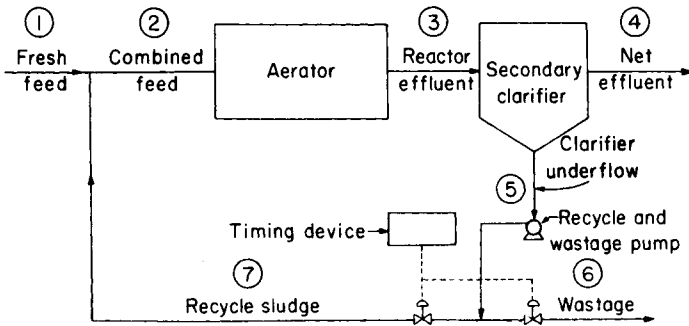 1
Fresh
feed
2
Combined
feed
Aerator
3
Reactor
effluent
Secondary
clarifier
4
Net
effluent
Clarifier
underflow
5
Recycle and
wastage pump
Timing device
7
Recycle sludge
6
Wastage